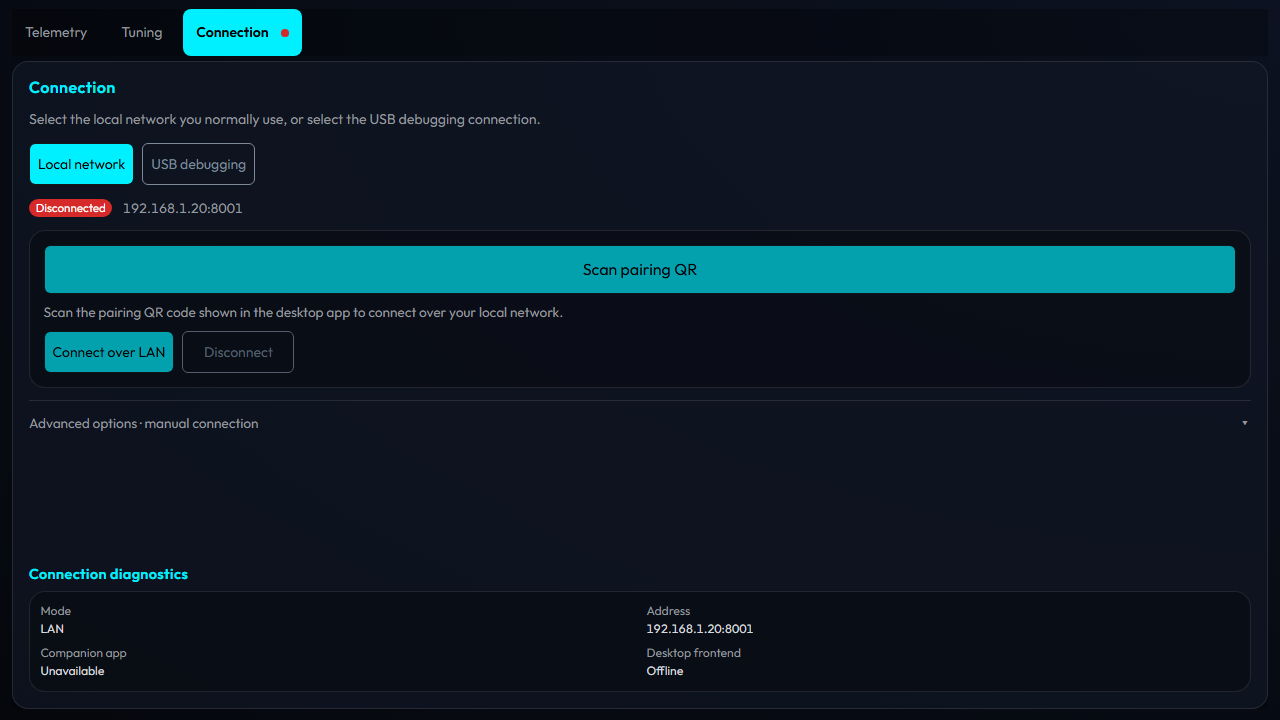 Telemetry
Tuning
Connection
Connection
Select the local network you normally use, or select the USB debugging connection.
Local network
USB debugging
Disconnected
192.168.1.20:8001
Scan pairing QR
Scan the pairing QR code shown in the desktop app to connect over your local network.
Connect over LAN
Disconnect
Advanced options · manual connection
Connection diagnostics
Mode
LAN
Address
192.168.1.20:8001
Companion app
Unavailable
Desktop frontend
Offline